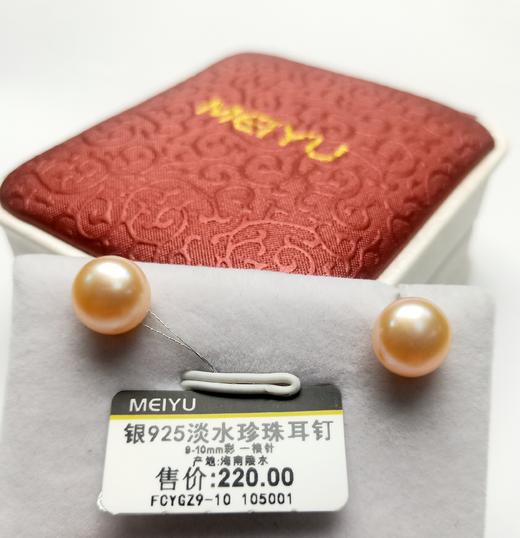 MEIYU
MEIYU
银925淡水珍珠耳钉
9-10mm彩 一横针
产地:海南陵水
售价:220.00
FCYGZ9-10 105001